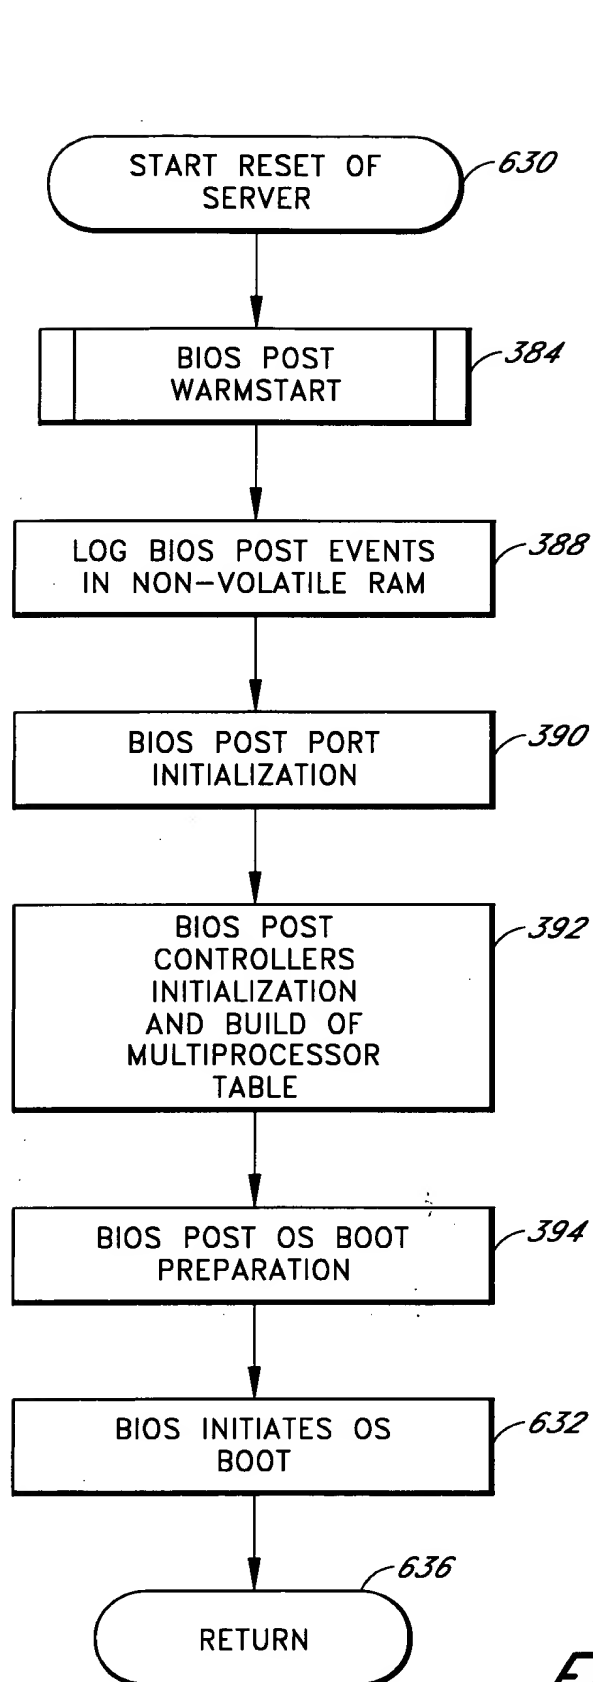 START RESET OF
SERVER
630
BIOS POST
WARMSTART
384
LOG BIOS POST EVENTS
IN NON-VOLATILE RAM
388
BIOS POST PORT
INITIALIZATION
390
BIOS POST
CONTROLLERS
INITIALIZATION
AND BUILD OF
MULTIPROCESSOR
TABLE
392
BIOS POST OS BOOT
PREPARATION
394
BIOS INITIATES OS
BOOT
632
636
RETURN